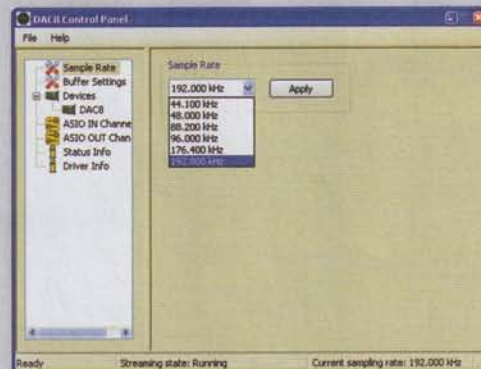 DAC8 Control Panel
File Help
Sample Rate
Buffer Settings
Devices
DAC8
ASIO IN Channe
ASIO OUT Chan
Status Info
Driver Info
Sample Rate
192.000 kHz
Apply
44.100 kHz
48.000 kHz
88.200 kHz
96.000 kHz
176.400 kHz
192.000 kHz
Ready Streaming state: Running Current sampling rate: 192.000 kHz